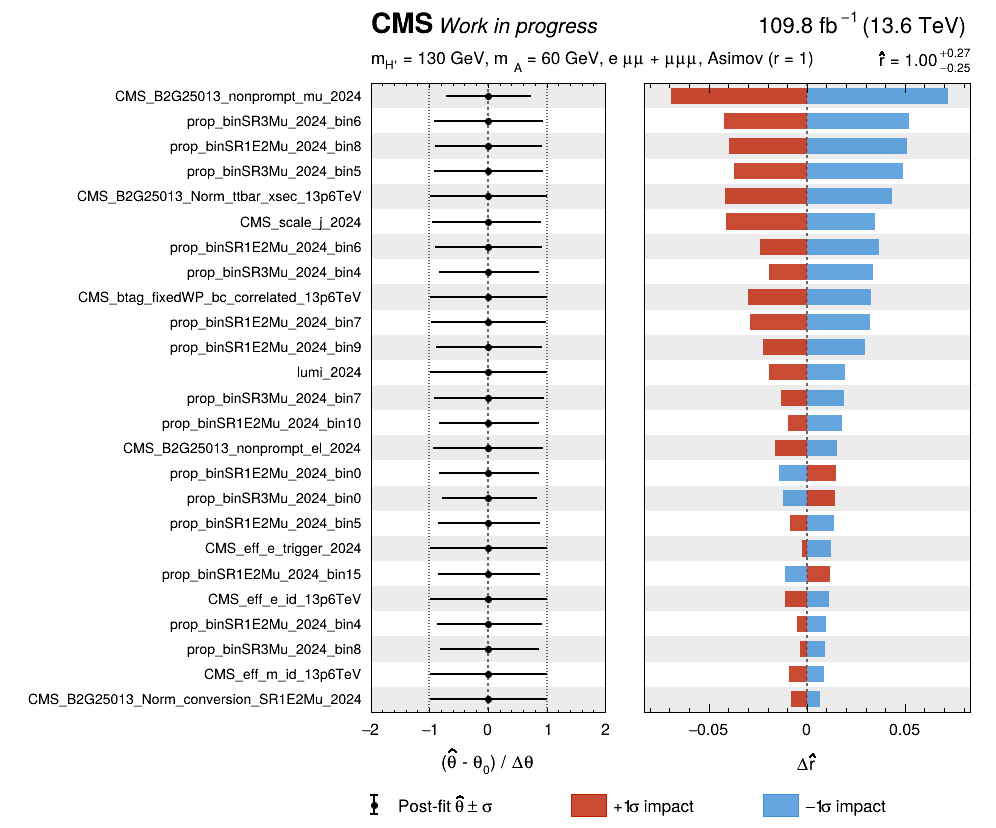 CMS Work in progress 109.8 fb⁻¹ (13.6 TeV)
m_H⁺ = 130 GeV, m_A = 60 GeV, e μμ + μμμ, Asimov (r = 1) r̂ = 1.00 +0.27 −0.25
CMS_B2G25013_nonprompt_mu_2024
prop_binSR3Mu_2024_bin6
prop_binSR1E2Mu_2024_bin8
prop_binSR3Mu_2024_bin5
CMS_B2G25013_Norm_ttbar_xsec_13p6TeV
CMS_scale_j_2024
prop_binSR1E2Mu_2024_bin6
prop_binSR3Mu_2024_bin4
CMS_btag_fixedWP_bc_correlated_13p6TeV
prop_binSR1E2Mu_2024_bin7
prop_binSR1E2Mu_2024_bin9
lumi_2024
prop_binSR3Mu_2024_bin7
prop_binSR1E2Mu_2024_bin10
CMS_B2G25013_nonprompt_el_2024
prop_binSR1E2Mu_2024_bin0
prop_binSR3Mu_2024_bin0
prop_binSR1E2Mu_2024_bin5
CMS_eff_e_trigger_2024
prop_binSR1E2Mu_2024_bin15
CMS_eff_e_id_13p6TeV
prop_binSR1E2Mu_2024_bin4
prop_binSR3Mu_2024_bin8
CMS_eff_m_id_13p6TeV
CMS_B2G25013_Norm_conversion_SR1E2Mu_2024
−2 −1 0 1 2 −0.05 0 0.05
(θ̂ - θ₀) / Δθ Δr̂
Post-fit θ̂ ± σ +1σ impact −1σ impact